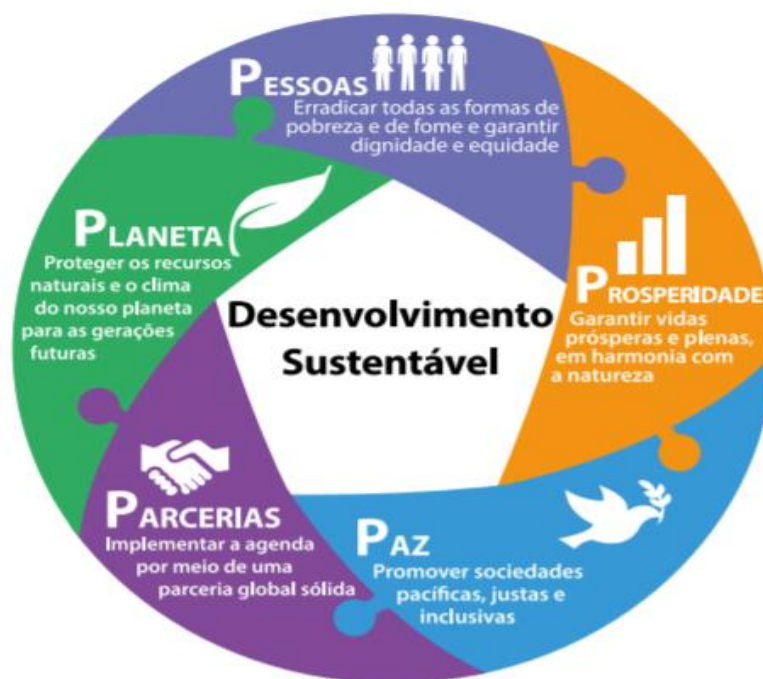 PESSOAS
Erradicar todas as formas de
pobreza e de fome e garantir
dignidade e equidade
PROSPERIDADE
Garantir vidas
prósperas e plenas,
em harmonia com
a natureza
PAZ
Promover sociedades
pacíficas, justas e
inclusivas
PARCERIAS
Implementar a agenda
por meio de uma
parceria global sólida
PLANETA
Proteger os recursos
naturais e o clima
do nosso planeta
para as gerações
futuras
Desenvolvimento
Sustentável